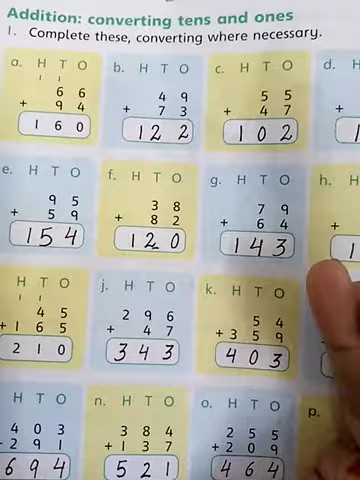 Addition: converting tens and ones
1. Complete these, converting where necessary.
a. H T O
1 1
6 6
+ 9 4
1 6 0
b. H T O
4 9
+ 7 3
1 2 2
c. H T O
5 5
+ 4 7
1 0 2
d. H
+
e. H T O
9 5
+ 5 9
1 5 4
f. H T O
3 8
+ 8 2
1 2 0
g. H T O
7 9
+ 6 4
1 4 3
h. H
+
1
H T O
1 1
4 5
+ 1 6 5
2 1 0
j. H T O
2 9 6
+ 4 7
3 4 3
k. H T O
5 4
+ 3 5 9
4 0 3
H T O
4 0 3
2 9 1
6 9 4
n. H T O
3 8 4
+ 1 3 7
5 2 1
o. H T O
2 5 5
+ 2 0 9
4 6 4
p.